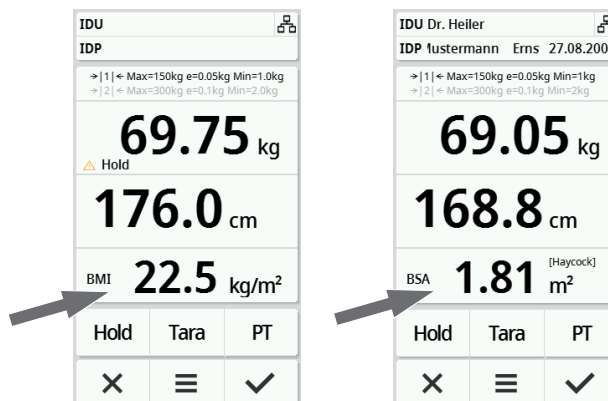 IDU
IDP
→|1|← Max=150kg e=0.05kg Min=1.0kg
→|2|← Max=300kg e=0.1kg Min=2.0kg
69.75 kg
Hold
176.0 cm
BMI 22.5 kg/m²
Hold Tara PT
IDU Dr. Heiler
IDP lustermann Erns 27.08.200
→|1|← Max=150kg e=0.05kg Min=1kg
→|2|← Max=300kg e=0.1kg Min=2kg
69.05 kg
168.8 cm
BSA 1.81 [Haycock] m²
Hold Tara PT